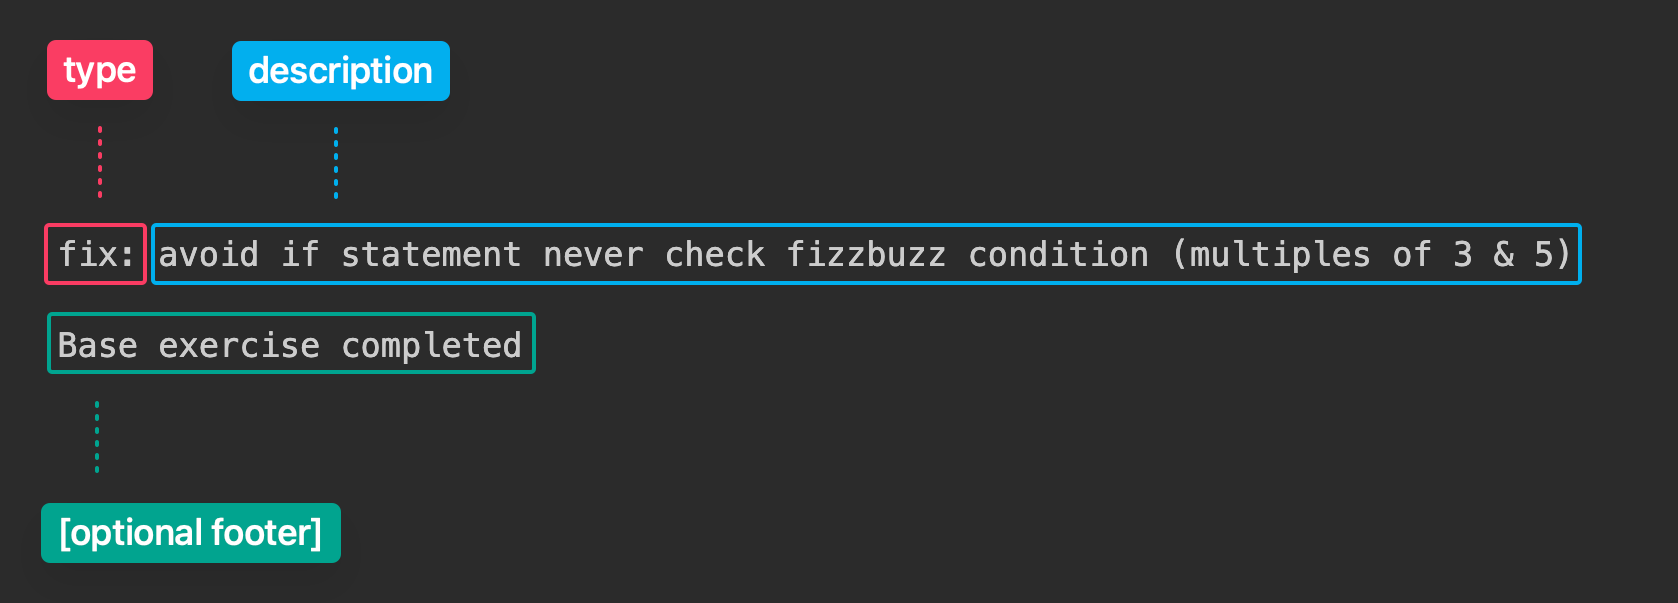 type description
fix: avoid if statement never check fizzbuzz condition (multiples of 3 & 5)
Base exercise completed
[optional footer]